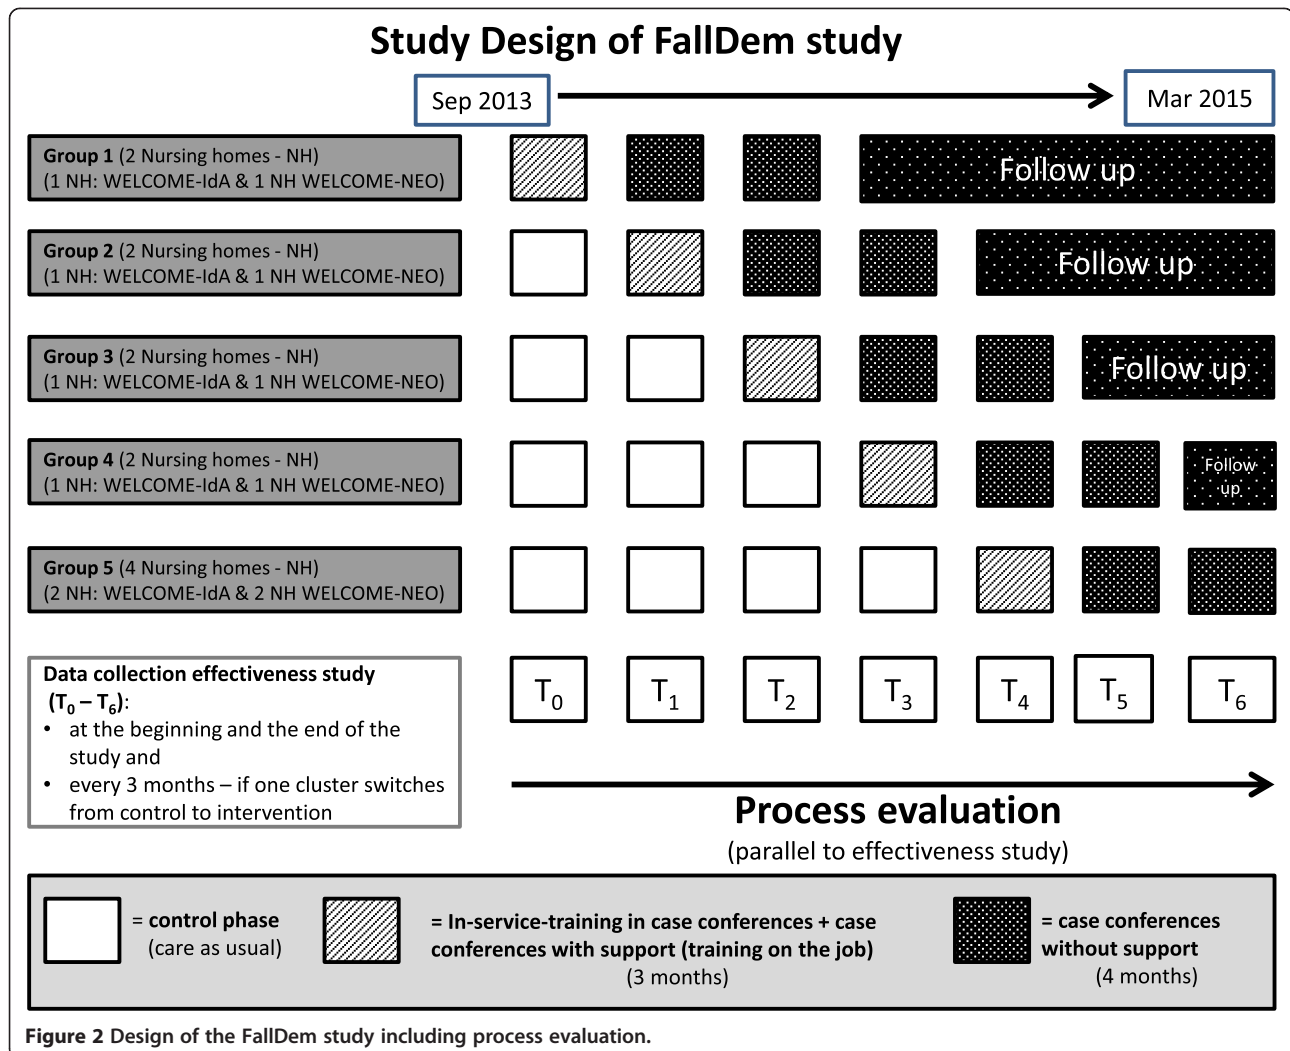 Study Design of FallDem study
Sep 2013
Mar 2015
Group 1 (2 Nursing homes - NH)
(1 NH: WELCOME-IdA & 1 NH WELCOME-NEO)
Follow up
Group 2 (2 Nursing homes - NH)
(1 NH: WELCOME-IdA & 1 NH WELCOME-NEO)
Follow up
Group 3 (2 Nursing homes - NH)
(1 NH: WELCOME-IdA & 1 NH WELCOME-NEO)
Follow up
Group 4 (2 Nursing homes - NH)
(1 NH: WELCOME-IdA & 1 NH WELCOME-NEO)
Follow
up
Group 5 (4 Nursing homes - NH)
(2 NH: WELCOME-IdA & 2 NH WELCOME-NEO)
Data collection effectiveness study
(T0 – T6):
• at the beginning and the end of the
study and
• every 3 months – if one cluster switches
from control to intervention
T0
T1
T2
T3
T4
T5
T6
Process evaluation
(parallel to effectiveness study)
= control phase
(care as usual)
= In-service-training in case conferences + case
conferences with support (training on the job)
(3 months)
= case conferences
without support
(4 months)
Figure 2 Design of the FallDem study including process evaluation.